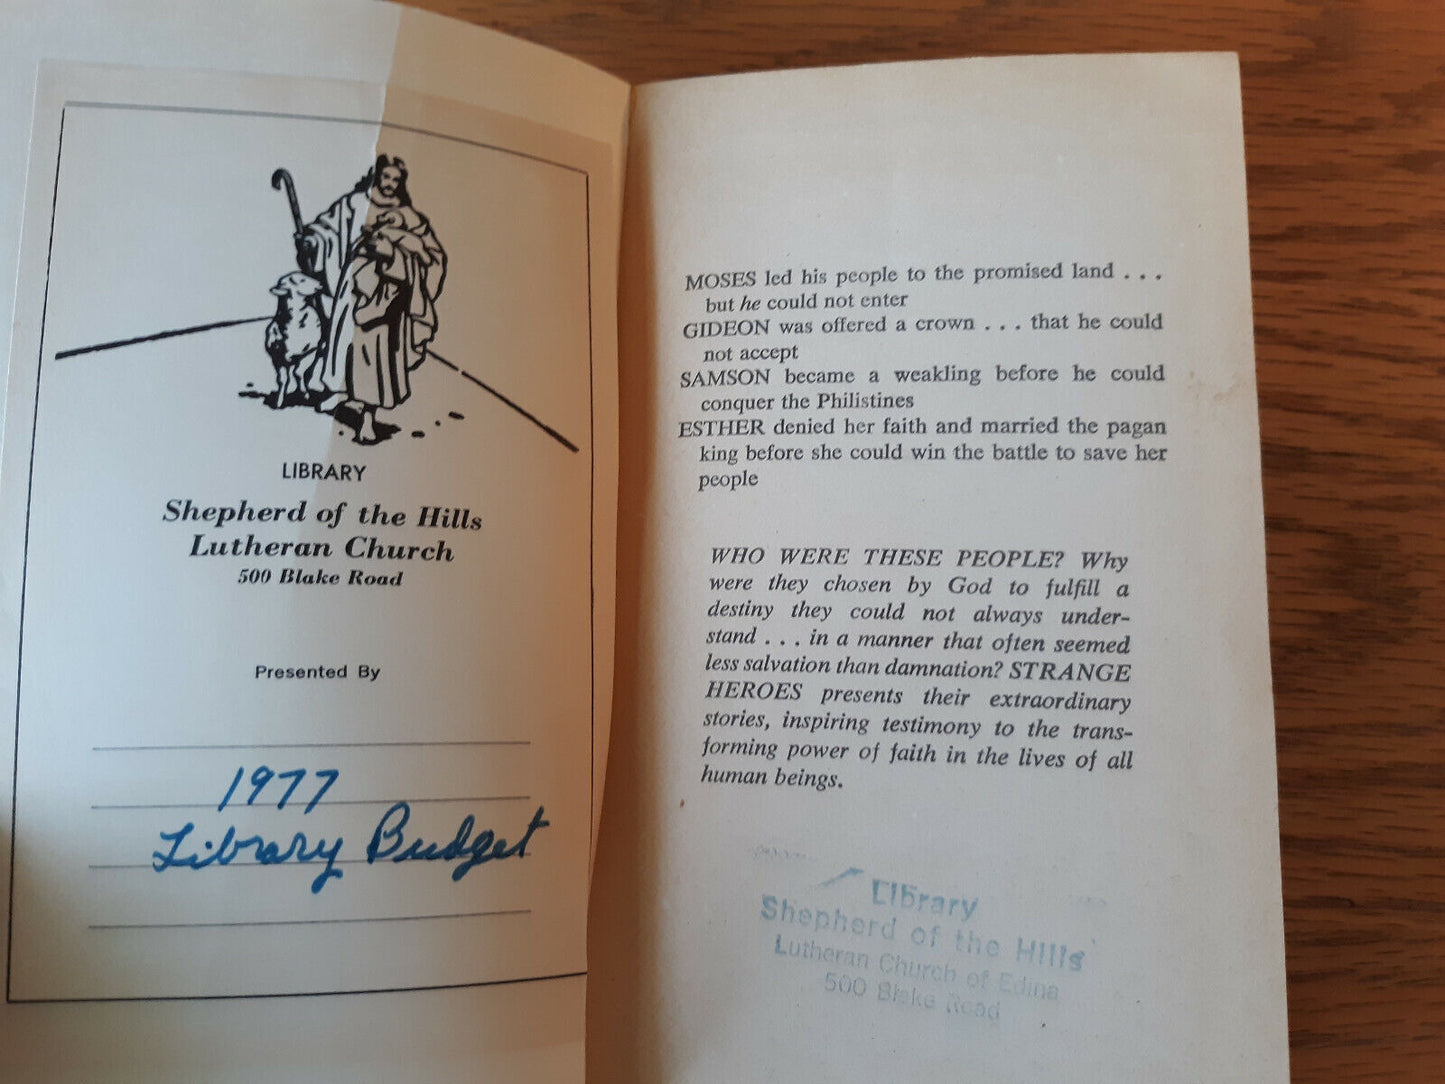 LIBRARY
Shepherd of the Hills
Lutheran Church
500 Blake Road
Presented By
1977
Library Budget
MOSES led his people to the promised land . . .
but he could not enter
GIDEON was offered a crown . . . that he could
not accept
SAMSON became a weakling before he could
conquer the Philistines
ESTHER denied her faith and married the pagan
king before she could win the battle to save her
people
WHO WERE THESE PEOPLE? Why
were they chosen by God to fulfill a
destiny they could not always under-
stand . . . in a manner that often seemed
less salvation than damnation? STRANGE
HEROES presents their extraordinary
stories, inspiring testimony to the trans-
forming power of faith in the lives of all
human beings.
Library
Shepherd of the Hills
Lutheran Church of Edina
500 Blake Road